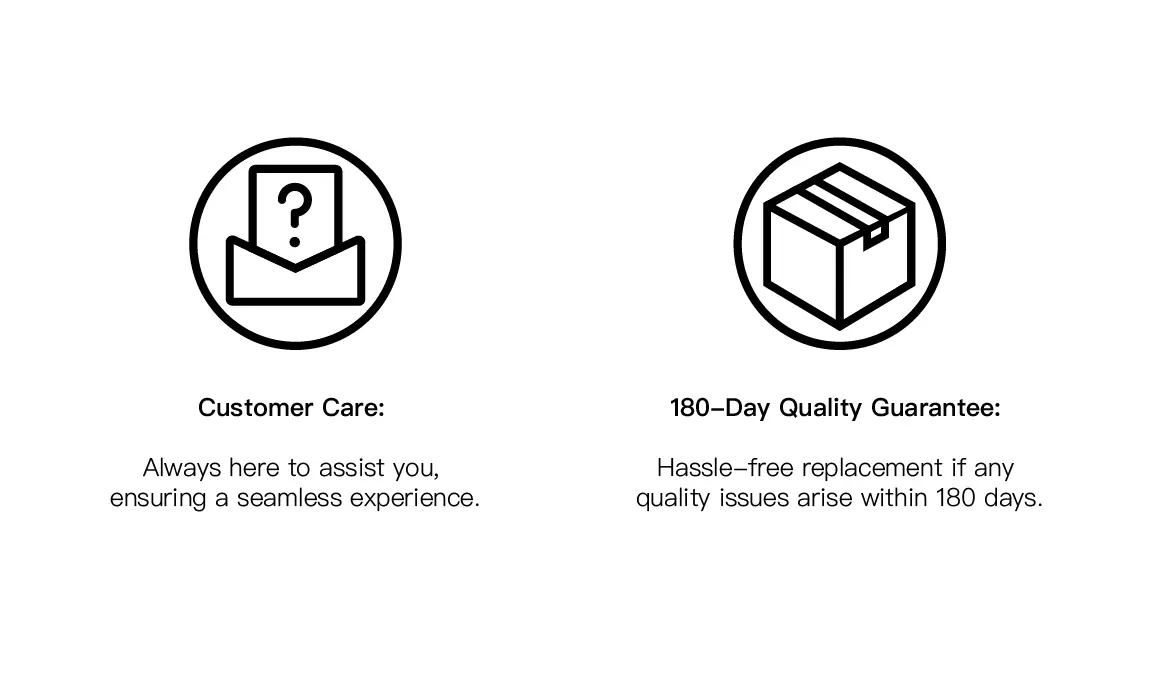 ?
Customer Care:
Always here to assist you,
ensuring a seamless experience.
180–Day Quality Guarantee:
Hassle–free replacement if any
quality issues arise within 180 days.